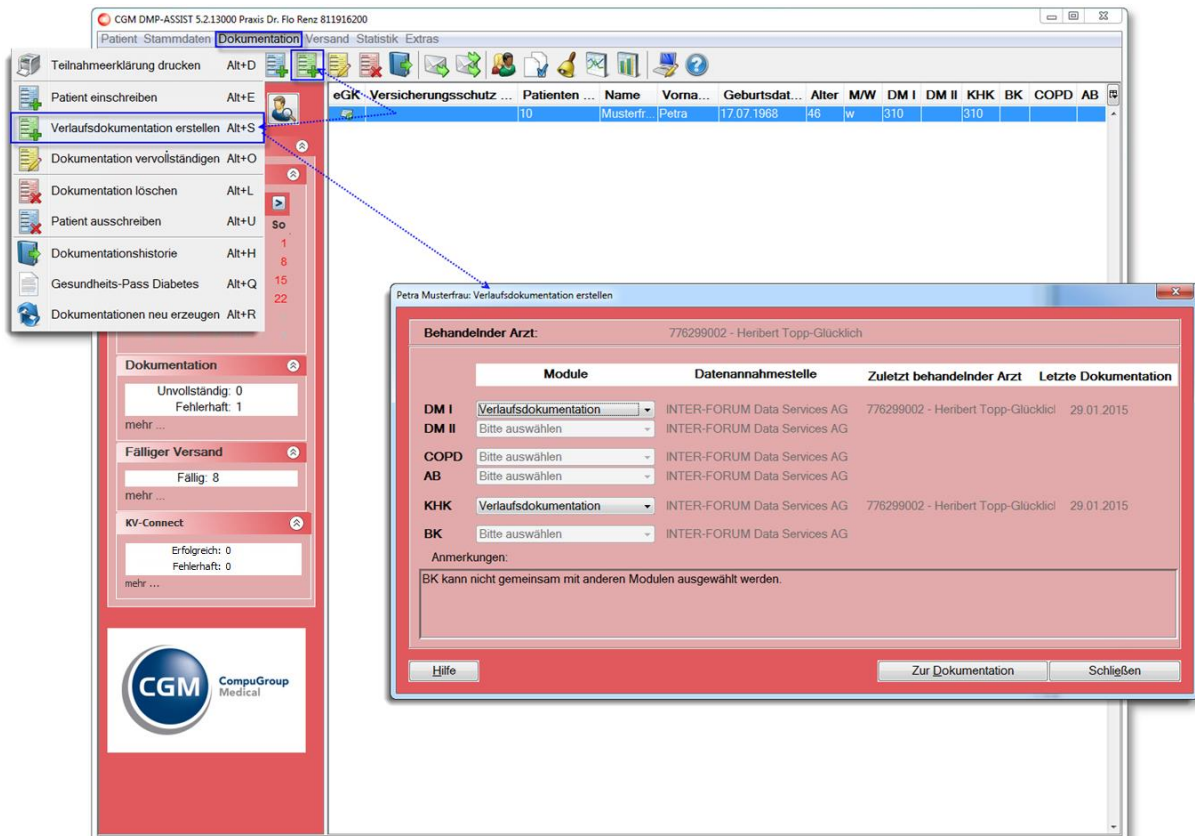 CGM DMP-ASSIST 5.2.13000 Praxis Dr. Flo Renz 811916200
Patient Stammdaten Dokumentation Versand Statistik Extras
Teilnahmeerklärung drucken Alt+D
Patient einschreiben Alt+E
Verlaufsdokumentation erstellen Alt+S
Dokumentation vervollständigen Alt+O
Dokumentation löschen Alt+L
Patient ausschreiben Alt+U
Dokumentationshistorie Alt+H
Gesundheits-Pass Diabetes Alt+Q
Dokumentationen neu erzeugen Alt+R
eGK Versicherungsschutz ... Patienten ... Name Vorna... Geburtsdat... Alter M/W DM I DM II KHK BK COPD AB
10 Musterfr... Petra 17.07.1968 46 w 310 310
So
1
8
15
22
Dokumentation
Unvollständig: 0
Fehlerhaft: 1
mehr ...
Fälliger Versand
Fällig: 8
mehr ...
KV-Connect
Erfolgreich: 0
Fehlerhaft: 0
mehr ...
CGM CompuGroup
Medical
Petra Musterfrau: Verlaufsdokumentation erstellen
Behandelnder Arzt: 776299002 - Heribert Topp-Glücklich
Module Datenannahmestelle Zuletzt behandelnder Arzt Letzte Dokumentation
DM I Verlaufsdokumentation INTER-FORUM Data Services AG 776299002 - Heribert Topp-Glücklicl 29.01.2015
DM II Bitte auswählen INTER-FORUM Data Services AG
COPD Bitte auswählen INTER-FORUM Data Services AG
AB Bitte auswählen INTER-FORUM Data Services AG
KHK Verlaufsdokumentation INTER-FORUM Data Services AG 776299002 - Heribert Topp-Glücklicl 29.01.2015
BK Bitte auswählen INTER-FORUM Data Services AG
Anmerkungen:
BK kann nicht gemeinsam mit anderen Modulen ausgewählt werden.
Hilfe Zur Dokumentation Schließen